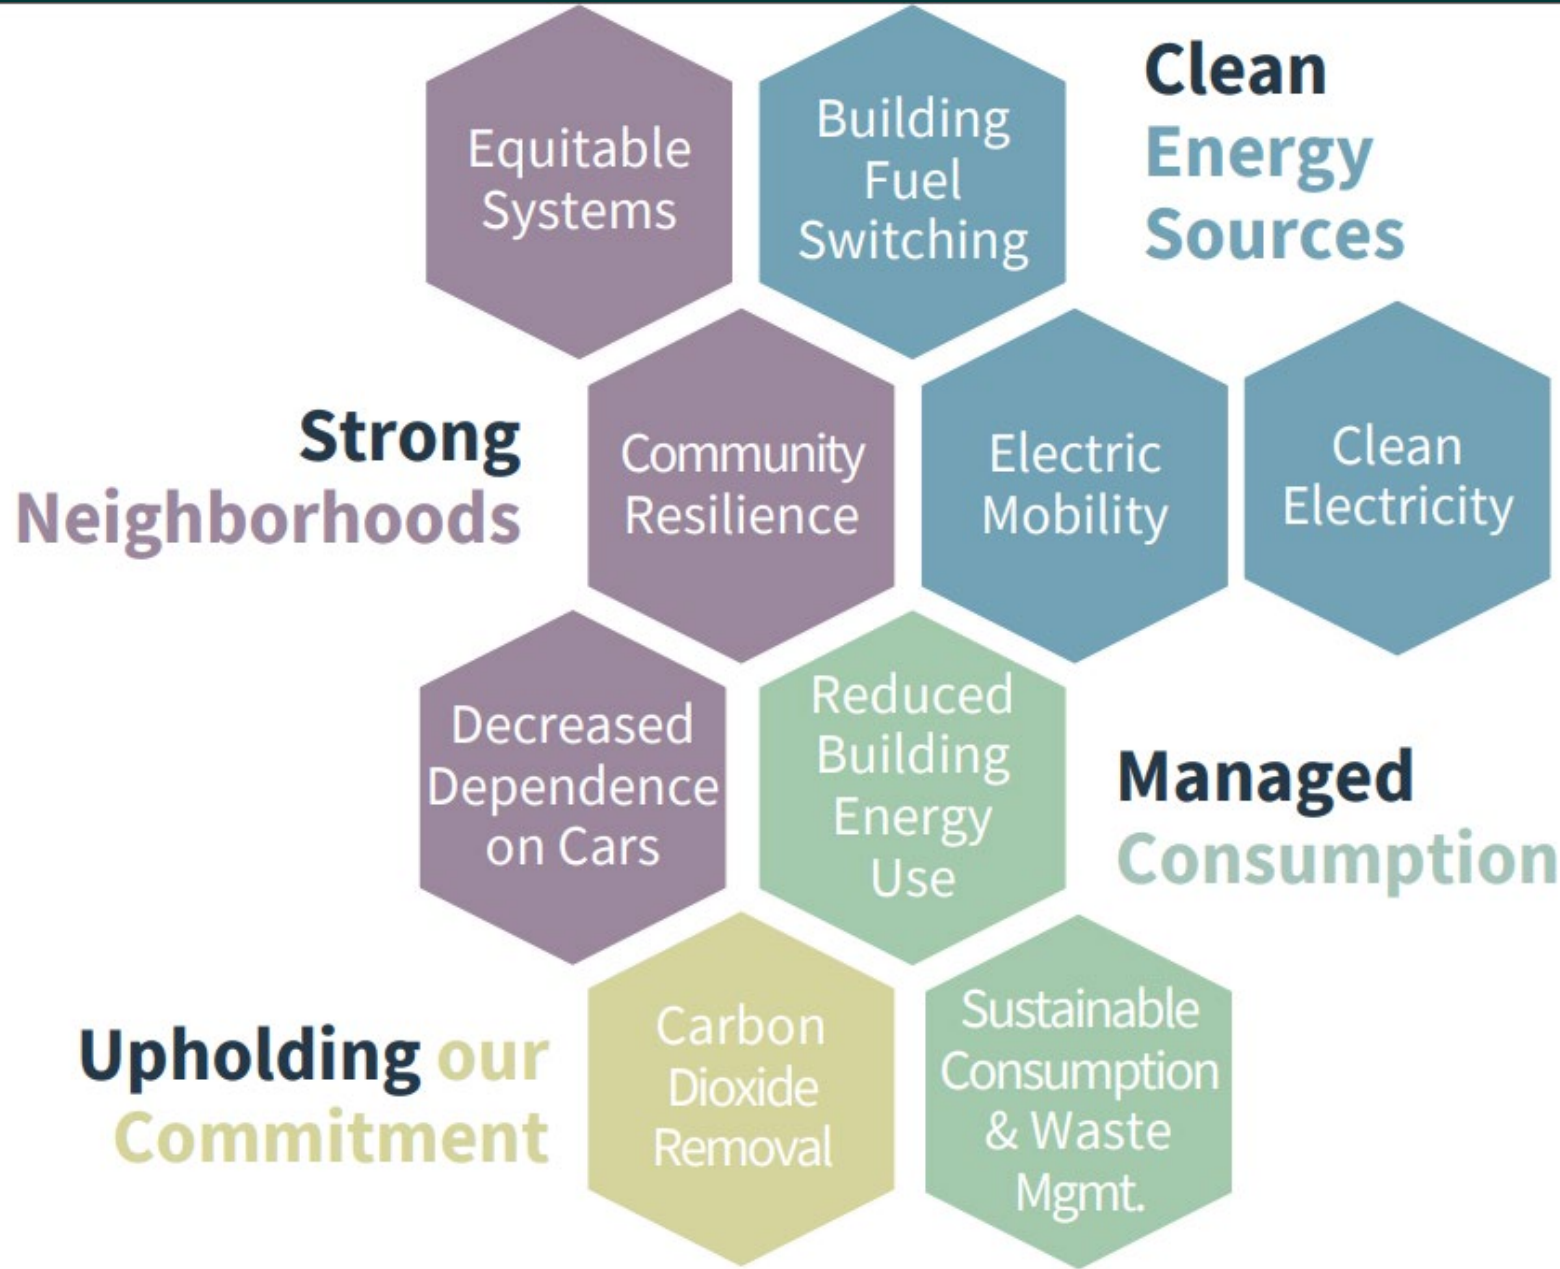 Equitable
Systems
Building
Fuel
Switching
Clean
Energy
Sources
Strong
Neighborhoods
Community
Resilience
Electric
Mobility
Clean
Electricity
Decreased
Dependence
on Cars
Reduced
Building
Energy
Use
Managed
Consumption
Upholding our
Commitment
Carbon
Dioxide
Removal
Sustainable
Consumption
& Waste
Mgmt.